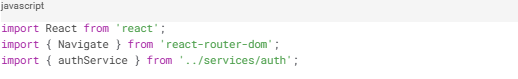 javascript
import React from 'react';
import { Navigate } from 'react-router-dom';
import { authService } from '../services/auth';